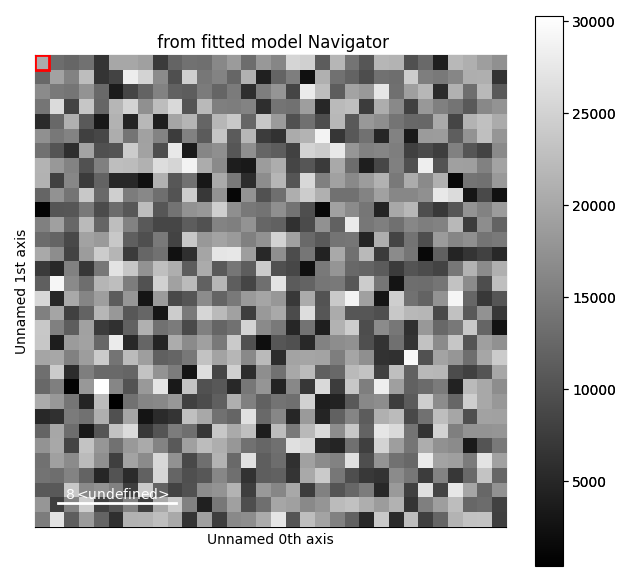 from fitted model Navigator
30000
25000
20000
15000
10000
5000
Unnamed 1st axis
8 <undefined>
Unnamed 0th axis